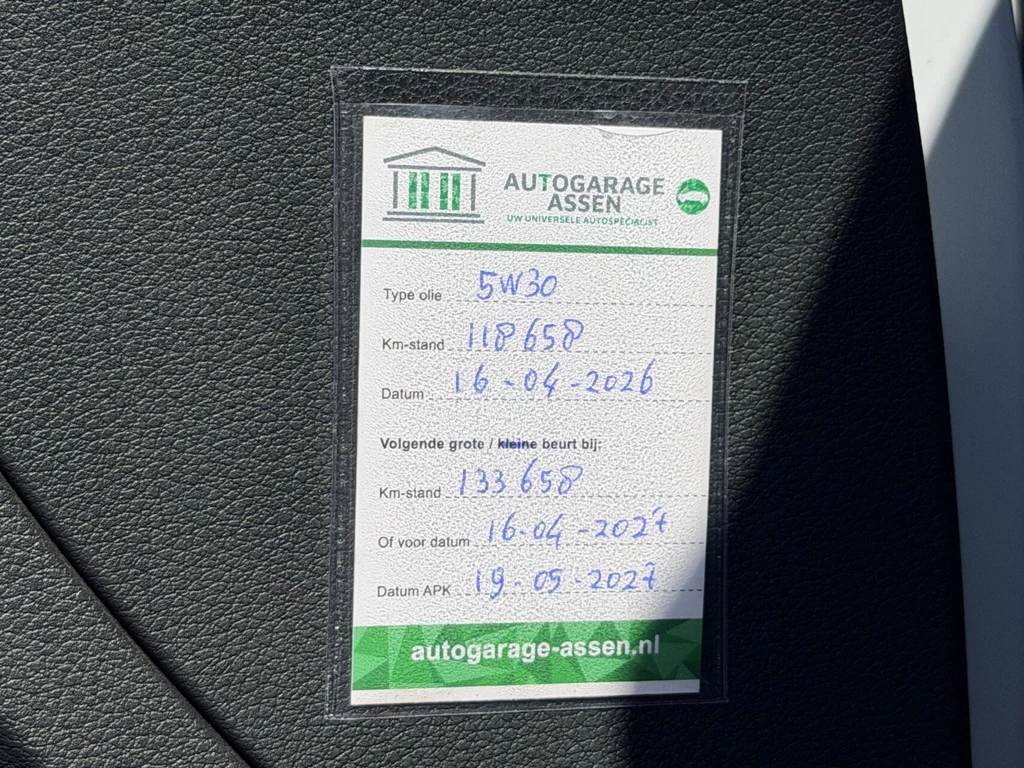 AUTOGARAGE
ASSEN
UW UNIVERSELE AUTOSPECIALIST
Type olie 5W30
Km-stand 118658
Datum 16-04-2026
Volgende grote / kleine beurt bij:
Km-stand 133658
Of voor datum 16-04-2027
Datum APK 19-05-2027
autogarage-assen.nl